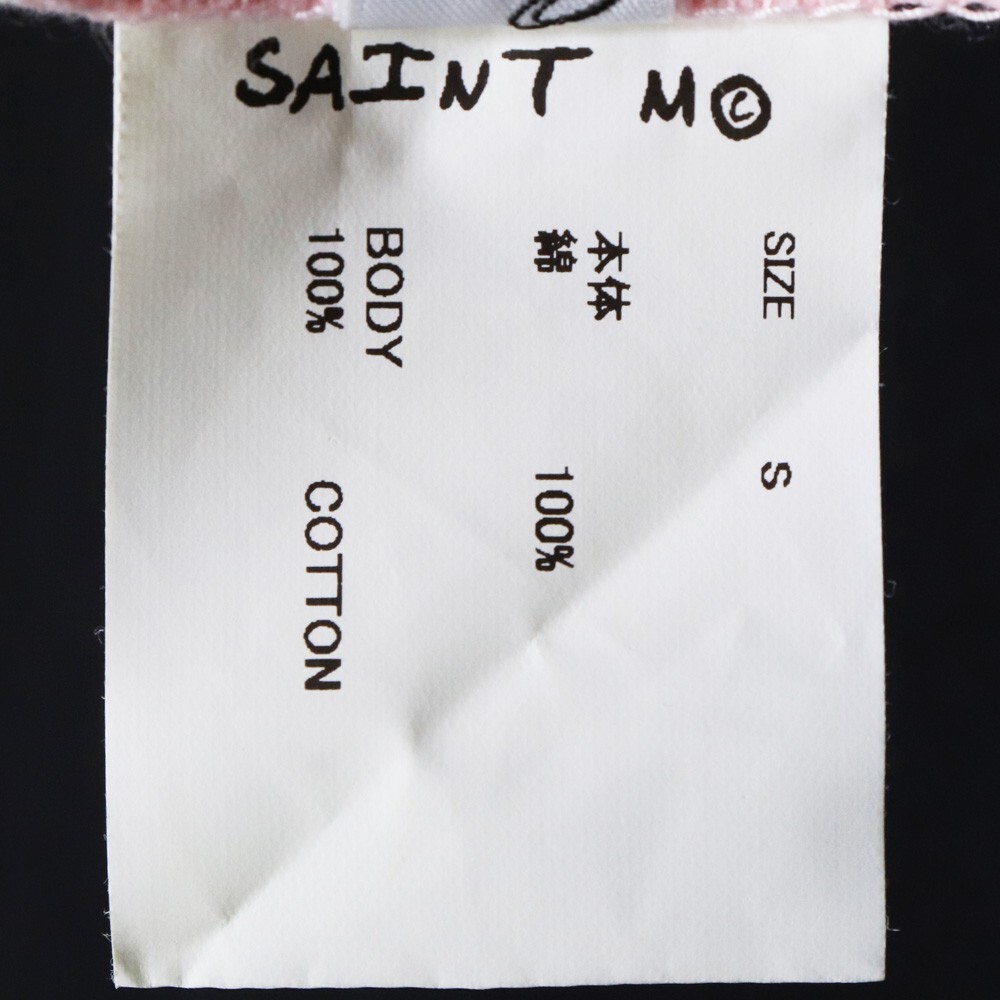 SAINT M©
SIZE S
本体
綿 100%
BODY
100% COTTON